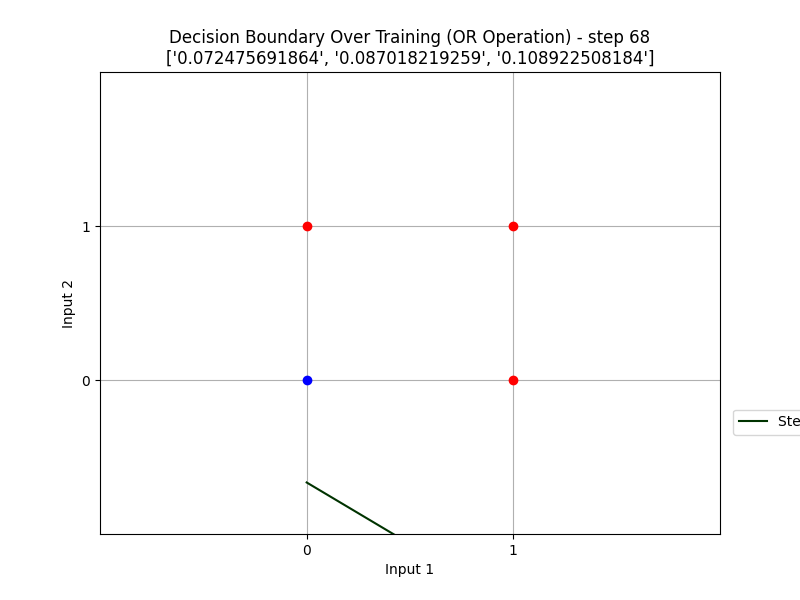 Decision Boundary Over Training (OR Operation) - step 68
['0.072475691864', '0.087018219259', '0.108922508184']
1
Input 2
0
Ste
0
1
Input 1